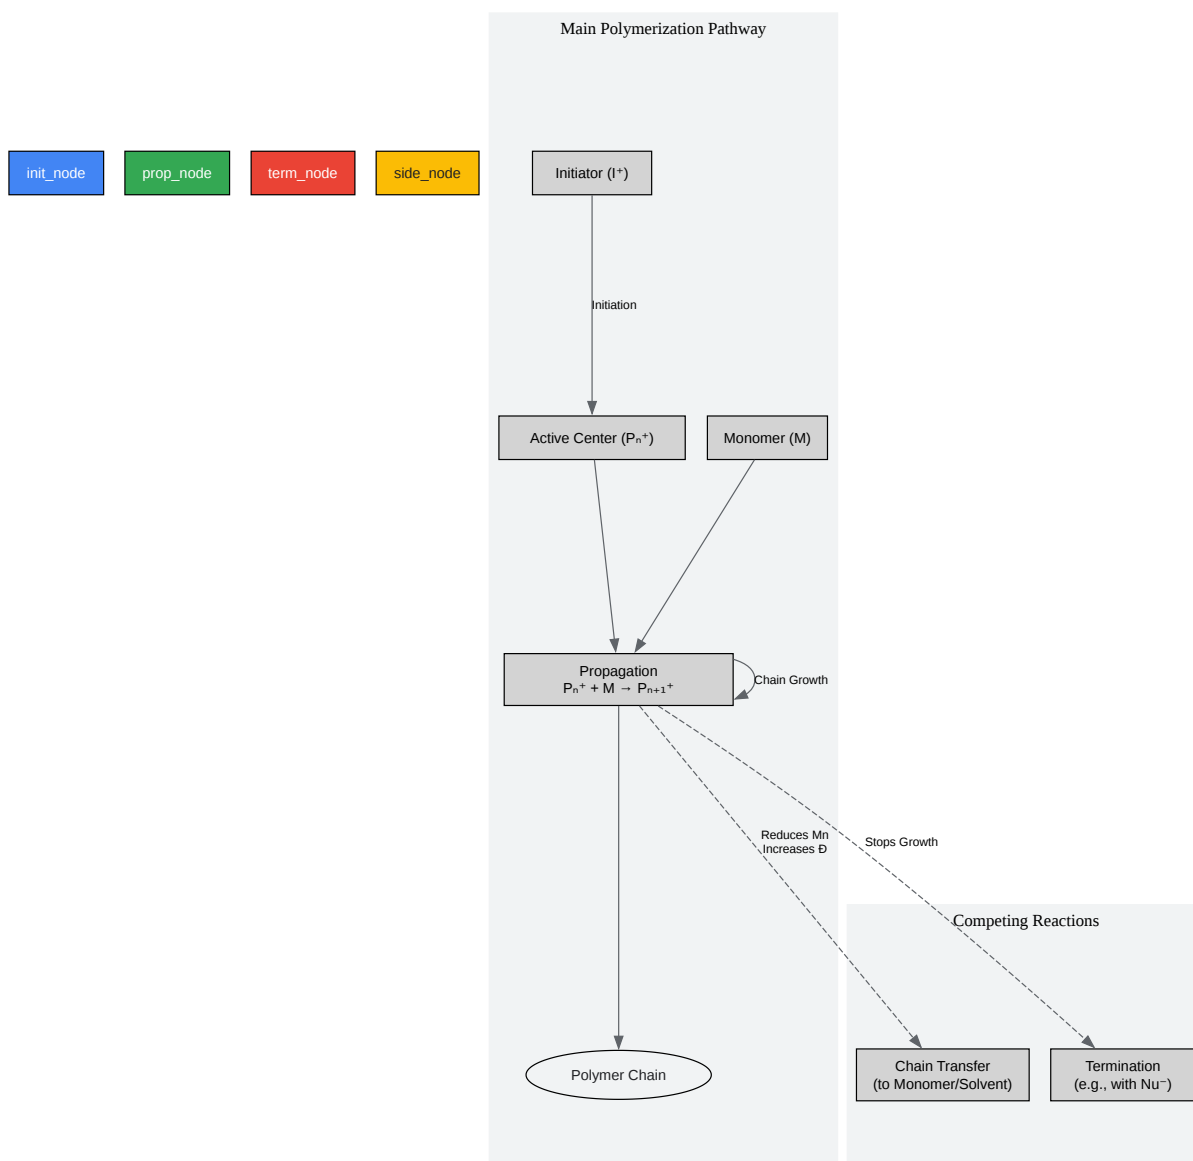 Main Polymerization Pathway
init_node
prop_node
term_node
side_node
Initiator (I⁺)
Initiation
Active Center (Pₙ⁺)
Monomer (M)
Propagation
Pₙ⁺ + M → Pₙ₊₁⁺
Chain Growth
Reduces Mn
Increases Đ
Stops Growth
Competing Reactions
Polymer Chain
Chain Transfer
(to Monomer/Solvent)
Termination
(e.g., with Nu⁻)